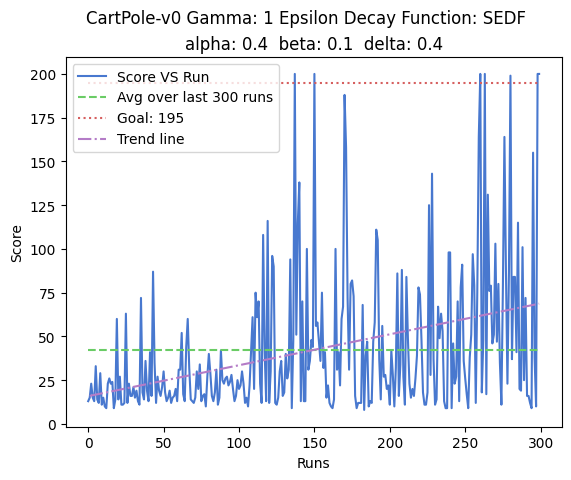 CartPole-v0 Gamma: 1 Epsilon Decay Function: SEDF
alpha: 0.4 beta: 0.1 delta: 0.4
Score VS Run
Avg over last 300 runs
Goal: 195
Trend line
200
175
150
125
100
75
50
25
0
Score
0
50
100
150
200
250
300
Runs